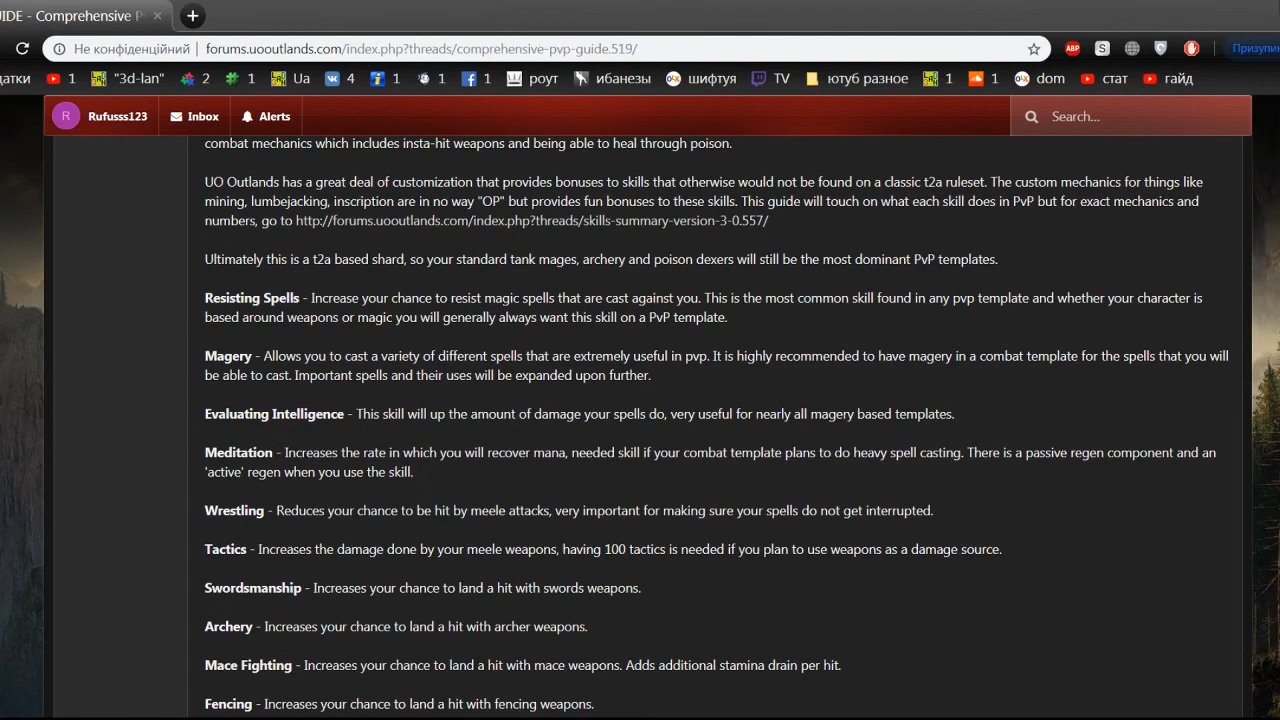 IDE - Comprehensive P
Не конфіденційний | forums.uooutlands.com/index.php?threads/comprehensive-pvp-guide.519/
ABP S Призупин
датки 1 "3d-lan" 2 1 Ua 4 1 1 1 роут ибанезы шифтуя TV ютуб разное 1 1 dom стат гайд
R Rufusss123 Inbox Alerts Search...
combat mechanics which includes insta-hit weapons and being able to heal through poison.
UO Outlands has a great deal of customization that provides bonuses to skills that otherwise would not be found on a classic t2a ruleset. The custom mechanics for things like
mining, lumbejacking, inscription are in no way "OP" but provides fun bonuses to these skills. This guide will touch on what each skill does in PvP but for exact mechanics and
numbers, go to http://forums.uooutlands.com/index.php?threads/skills-summary-version-3-0.557/
Ultimately this is a t2a based shard, so your standard tank mages, archery and poison dexers will still be the most dominant PvP templates.
Resisting Spells - Increase your chance to resist magic spells that are cast against you. This is the most common skill found in any pvp template and whether your character is
based around weapons or magic you will generally always want this skill on a PvP template.
Magery - Allows you to cast a variety of different spells that are extremely useful in pvp. It is highly recommended to have magery in a combat template for the spells that you will
be able to cast. Important spells and their uses will be expanded upon further.
Evaluating Intelligence - This skill will up the amount of damage your spells do, very useful for nearly all magery based templates.
Meditation - Increases the rate in which you will recover mana, needed skill if your combat template plans to do heavy spell casting. There is a passive regen component and an
'active' regen when you use the skill.
Wrestling - Reduces your chance to be hit by meele attacks, very important for making sure your spells do not get interrupted.
Tactics - Increases the damage done by your meele weapons, having 100 tactics is needed if you plan to use weapons as a damage source.
Swordsmanship - Increases your chance to land a hit with swords weapons.
Archery - Increases your chance to land a hit with archer weapons.
Mace Fighting - Increases your chance to land a hit with mace weapons. Adds additional stamina drain per hit.
Fencing - Increases your chance to land a hit with fencing weapons.